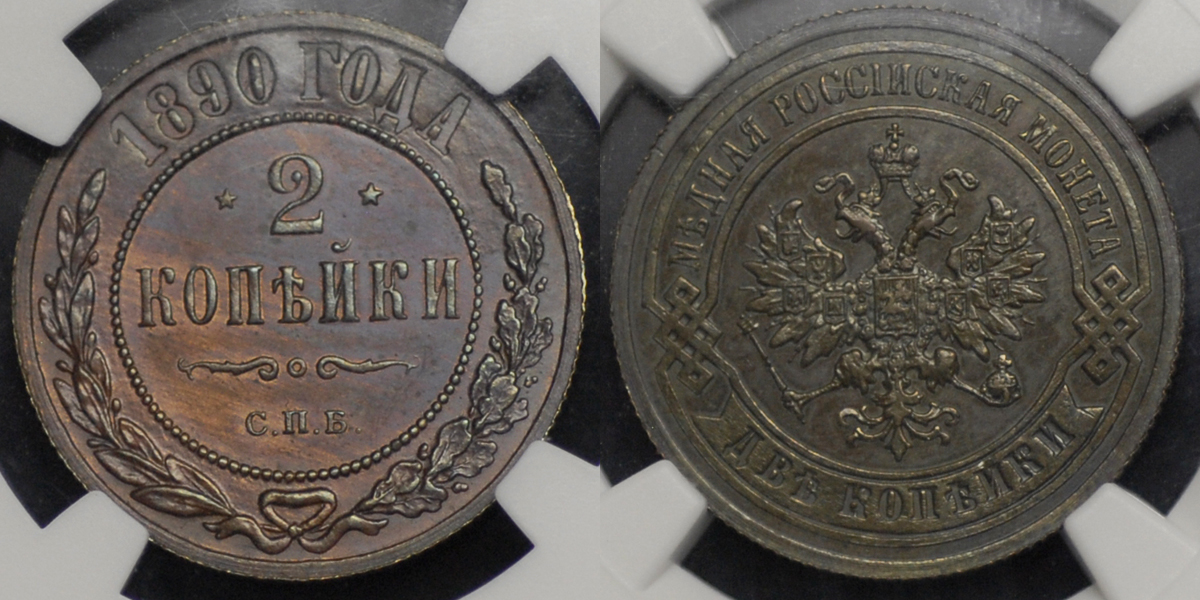 1890 ГОДА
2
КОПѢЙКИ
С.П.Б.
МѢДНАЯ РОССІЙСКАЯ МОНЕТА
ДВѢ КОПѢЙКИ